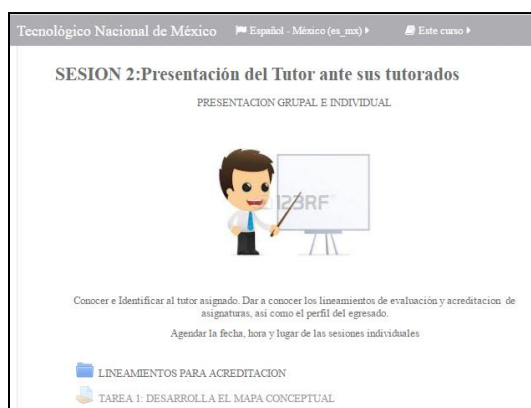 Tecnológico Nacional de México Español - México (es_mx) Este curso
SESION 2:Presentación del Tutor ante sus tutorados
PRESENTACION GRUPAL E INDIVIDUAL
123RF
Conocer e Identificar al tutor asignado. Dar a conocer los lineamientos de evaluación y acreditacion de
asignaturas, así como el perfil del egresado.
Agendar la fecha, hora y lugar de las sesiones individuales
LINEAMIENTOS PARA ACREDITACION
TAREA 1: DESARROLLA EL MAPA CONCEPTUAL